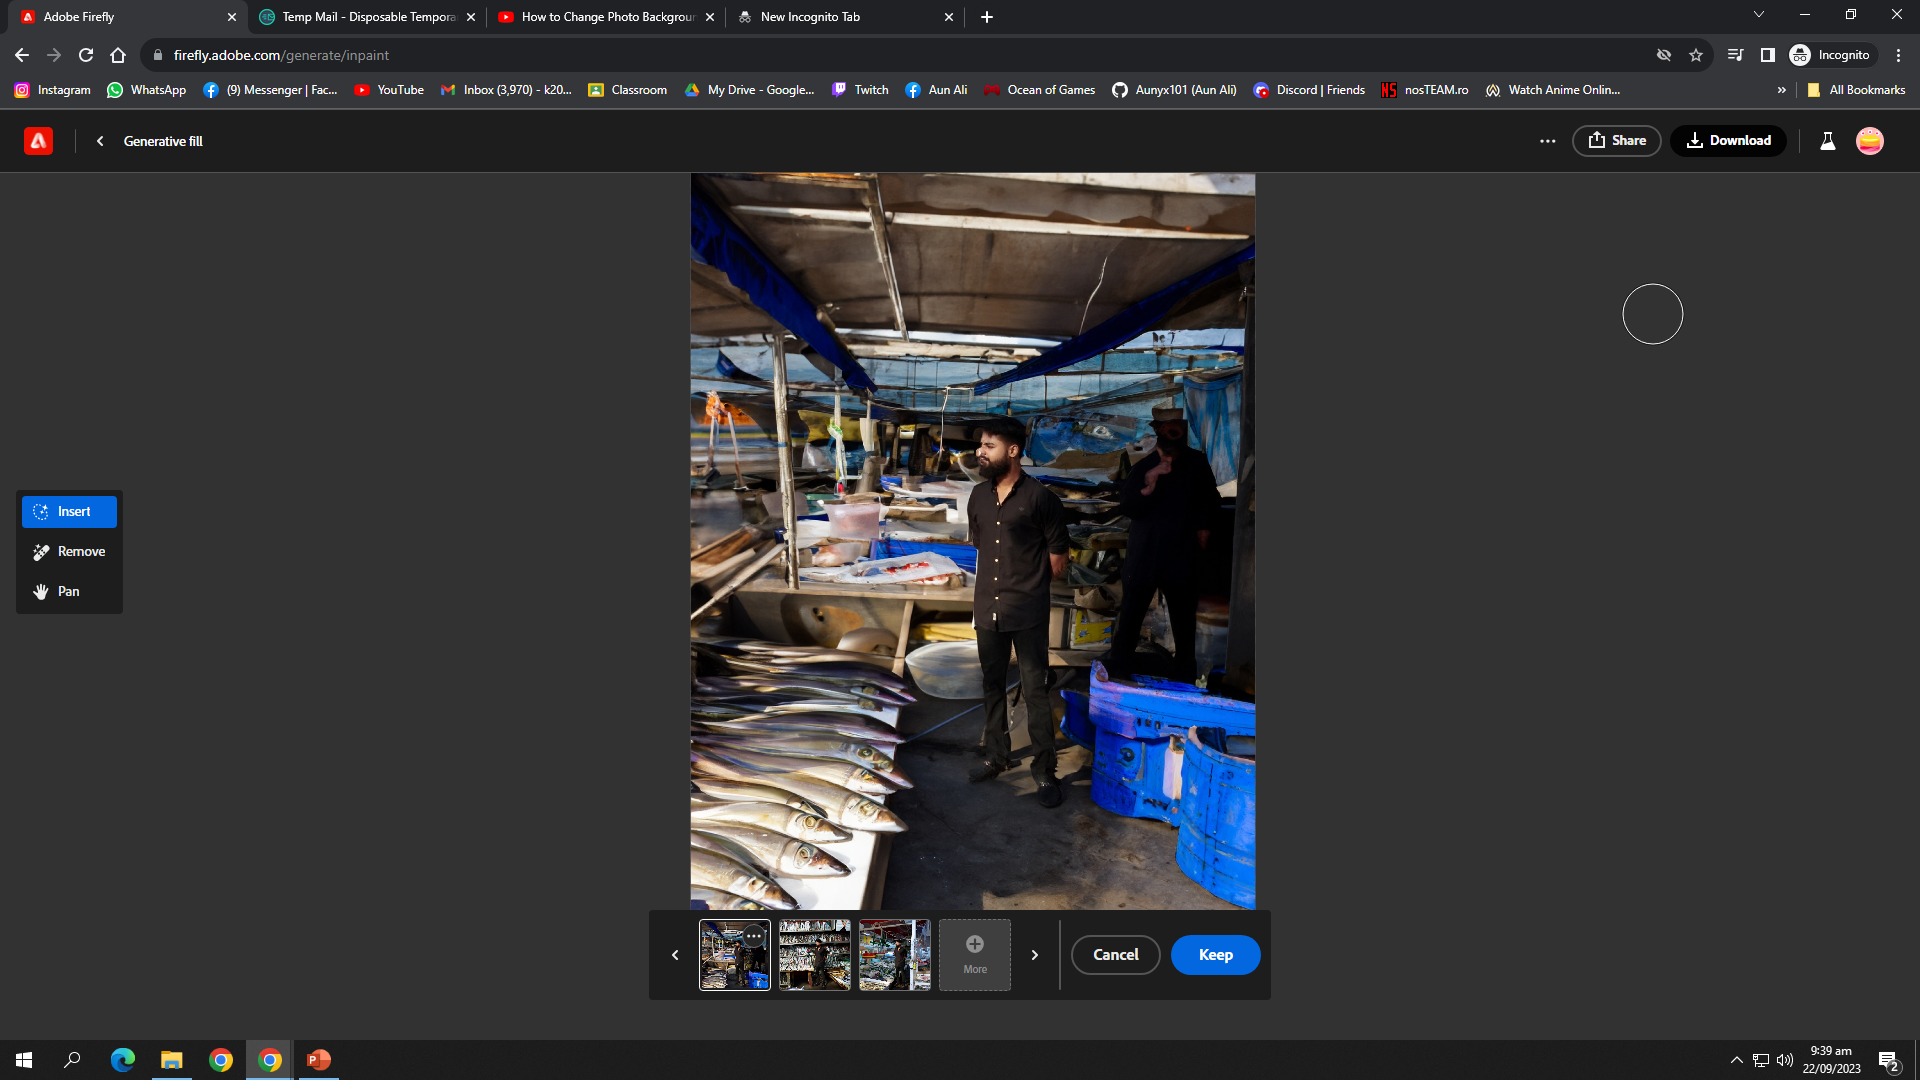 Adobe Firefly
Temp Mail - Disposable Tempora
How to Change Photo Backgroun
New Incognito Tab
firefly.adobe.com/generate/inpaint
Incognito
Instagram
WhatsApp
(9) Messenger | Fac...
YouTube
Inbox (3,970) - k20...
Classroom
My Drive - Google...
Twitch
Aun Ali
Ocean of Games
Aunyx101 (Aun Ali)
Discord | Friends
NS
nosTEAM.ro
Watch Anime Onlin...
»
All Bookmarks
Generative fill
Share
Download
Insert
Remove
Pan
More
Cancel
Keep
P
9:39 am
22/09/2023
2